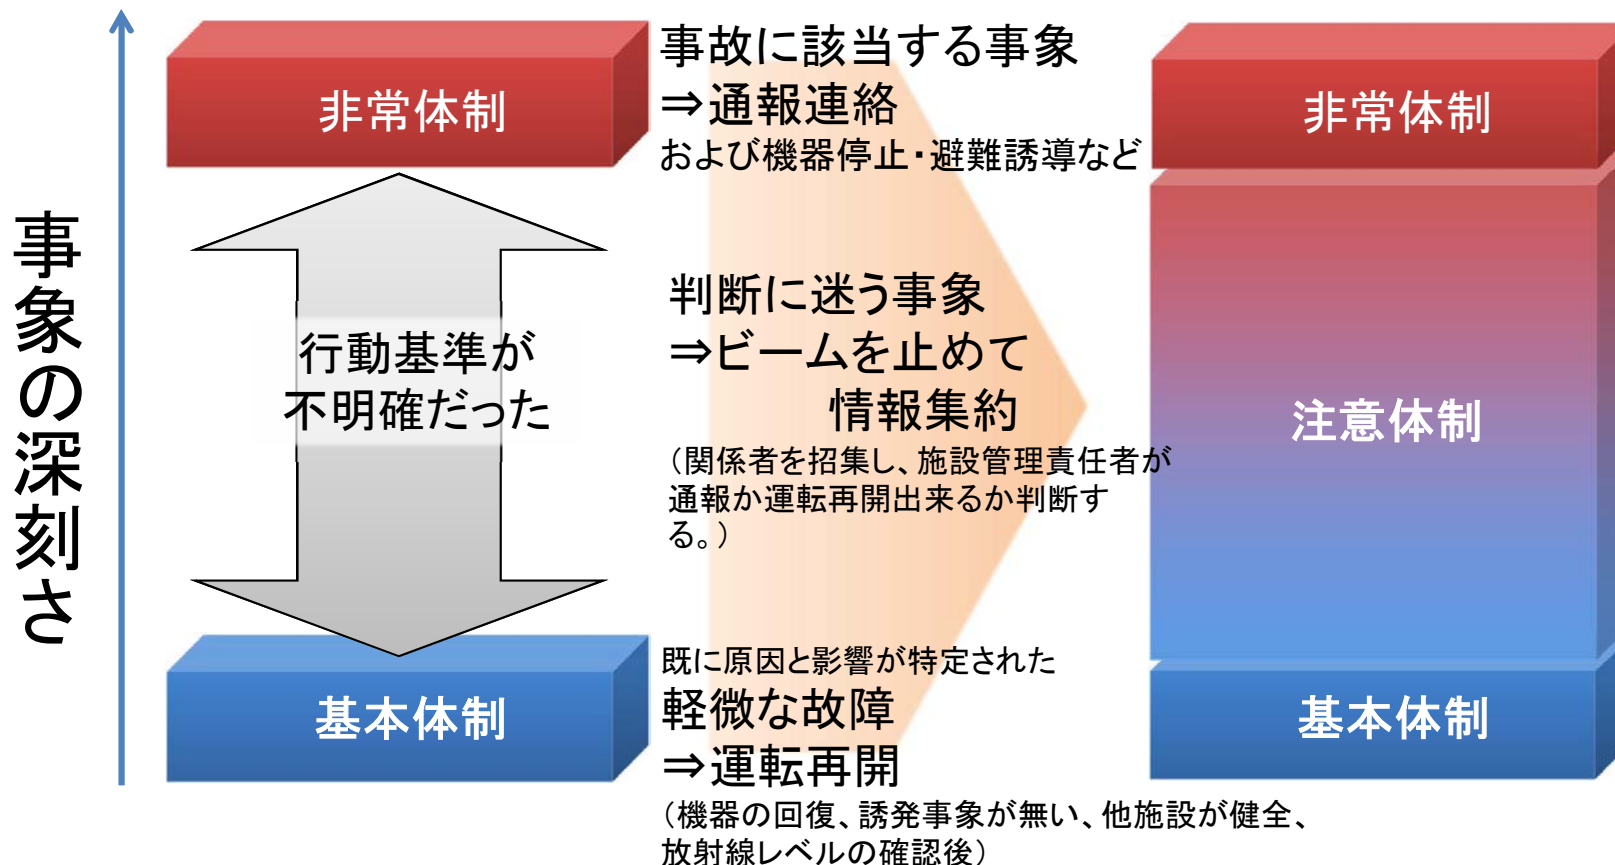 事象の深刻さ
非常体制
行動基準が
不明確だった
基本体制
事故に該当する事象
⇒通報連絡
および機器停止・避難誘導など
判断に迷う事象
⇒ビームを止めて
情報集約
（関係者を招集し、施設管理責任者が
通報か運転再開出来るか判断す
る。）
既に原因と影響が特定された
軽微な故障
⇒運転再開
（機器の回復、誘発事象が無い、他施設が健全、
放射線レベルの確認後）
非常体制
注意体制
基本体制